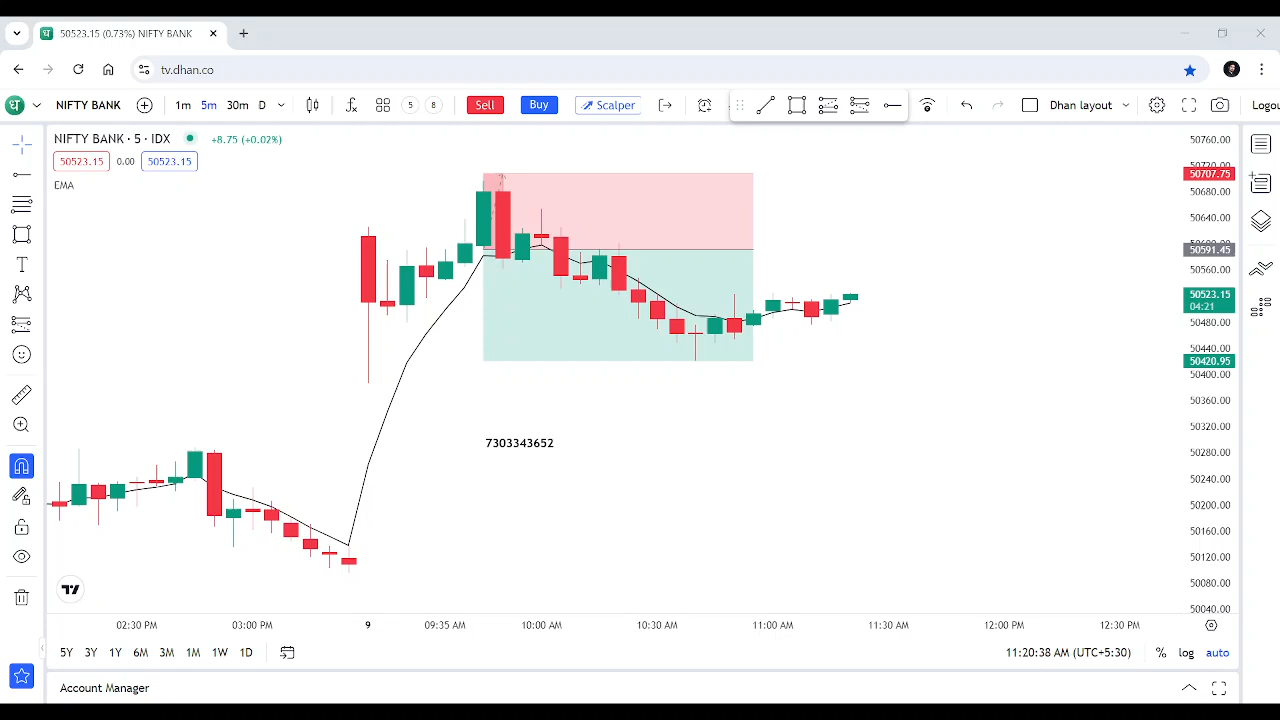 50523.15 (0.73%) NIFTY BANK
tv.dhan.co
NIFTY BANK 1m 5m 30m D 5 8 Sell Buy Scalper Dhan layout Logo
NIFTY BANK · 5 · IDX +8.75 (+0.02%)
50523.15 0.00 50523.15
EMA
50760.00
50720.00
50707.75
50680.00
50640.00
50591.45
50560.00
50523.15
04:21
50480.00
50440.00
50420.95
50400.00
50360.00
50320.00
50280.00
50240.00
50200.00
50160.00
50120.00
50080.00
50040.00
7303343652
02:30 PM 03:00 PM 9 09:35 AM 10:00 AM 10:30 AM 11:00 AM 11:30 AM 12:00 PM 12:30 PM
5Y 3Y 1Y 6M 3M 1M 1W 1D 11:20:38 AM (UTC+5:30) % log auto
Account Manager